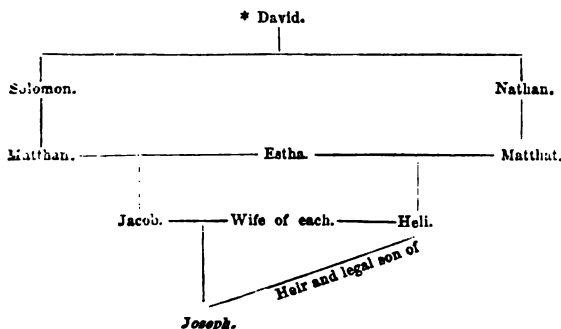 * David.
Solomon. Nathan.
Matthan. Estha. Matthat.
Jacob. Wife of each. Heli.
Heir and legal son of
Joseph.